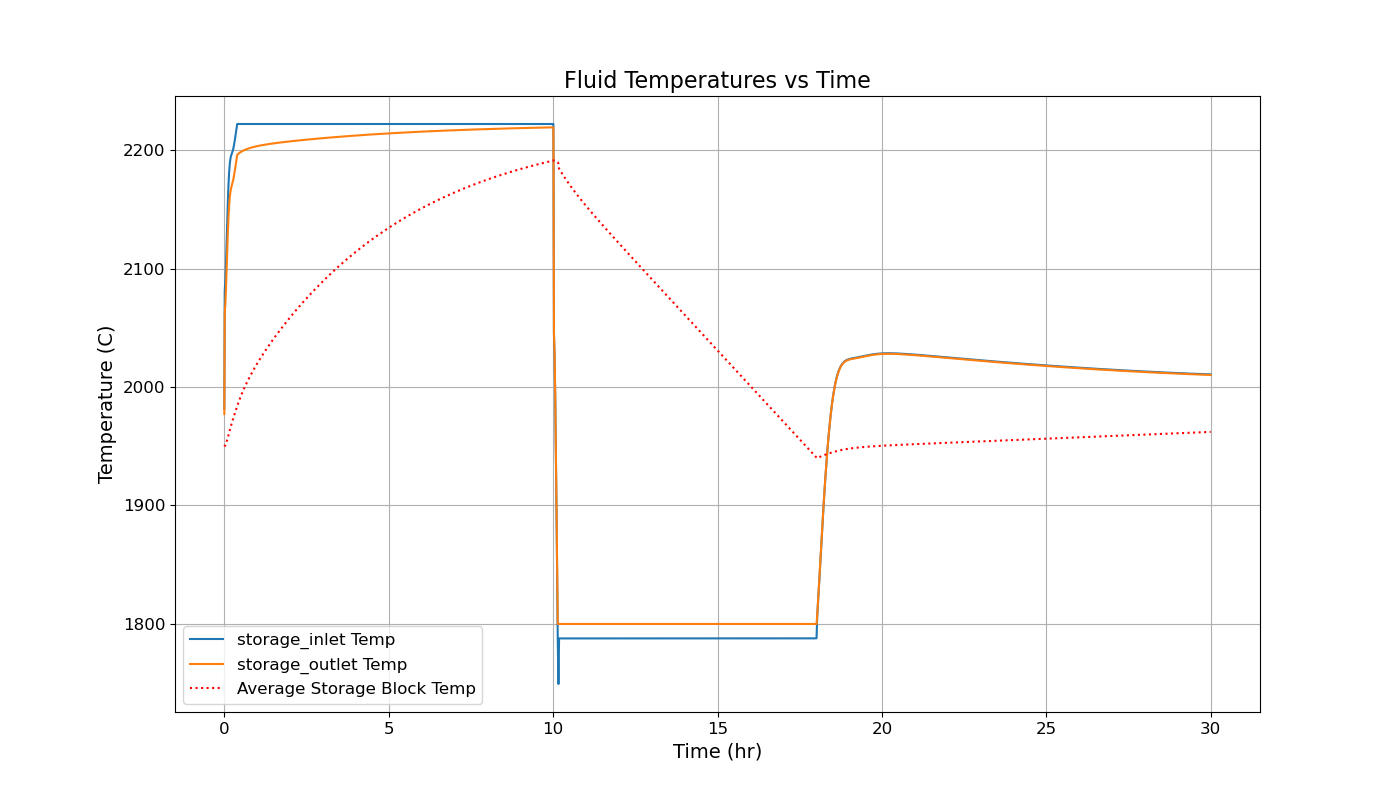 Fluid Temperatures vs Time
Temperature (C)
2200
2100
2000
1900
1800
storage_inlet Temp
storage_outlet Temp
Average Storage Block Temp
0 5 10 15 20 25 30
Time (hr)